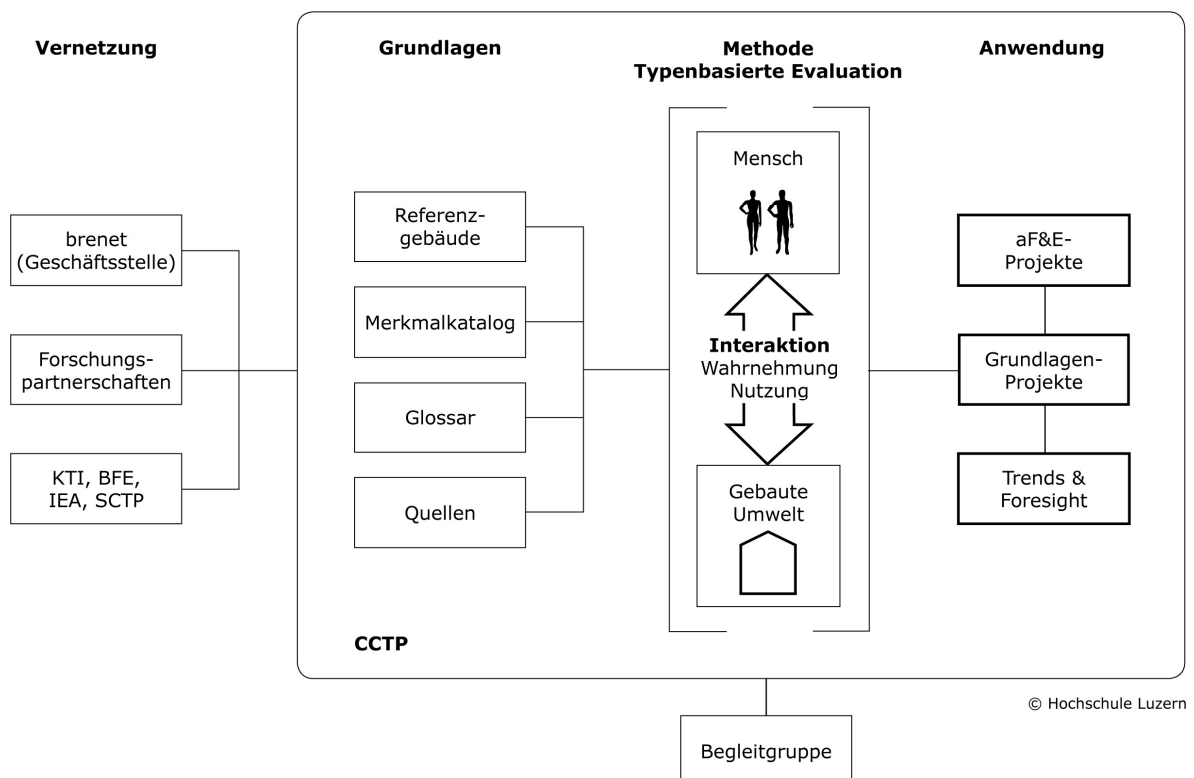 Vernetzung
brenet
(Geschäftsstelle)
Forschungs-
partnerschaften
KTI, BFE,
IEA, SCTP
Grundlagen
Referenz-
gebäude
Merkmalkatalog
Glossar
Quellen
Methode
Typenbasierte Evaluation
Mensch
Interaktion
Wahrnehmung
Nutzung
Gebaute
Umwelt
Anwendung
aF&E-
Projekte
Grundlagen-
Projekte
Trends &
Foresight
CCTP
© Hochschule Luzern
Begleitgruppe